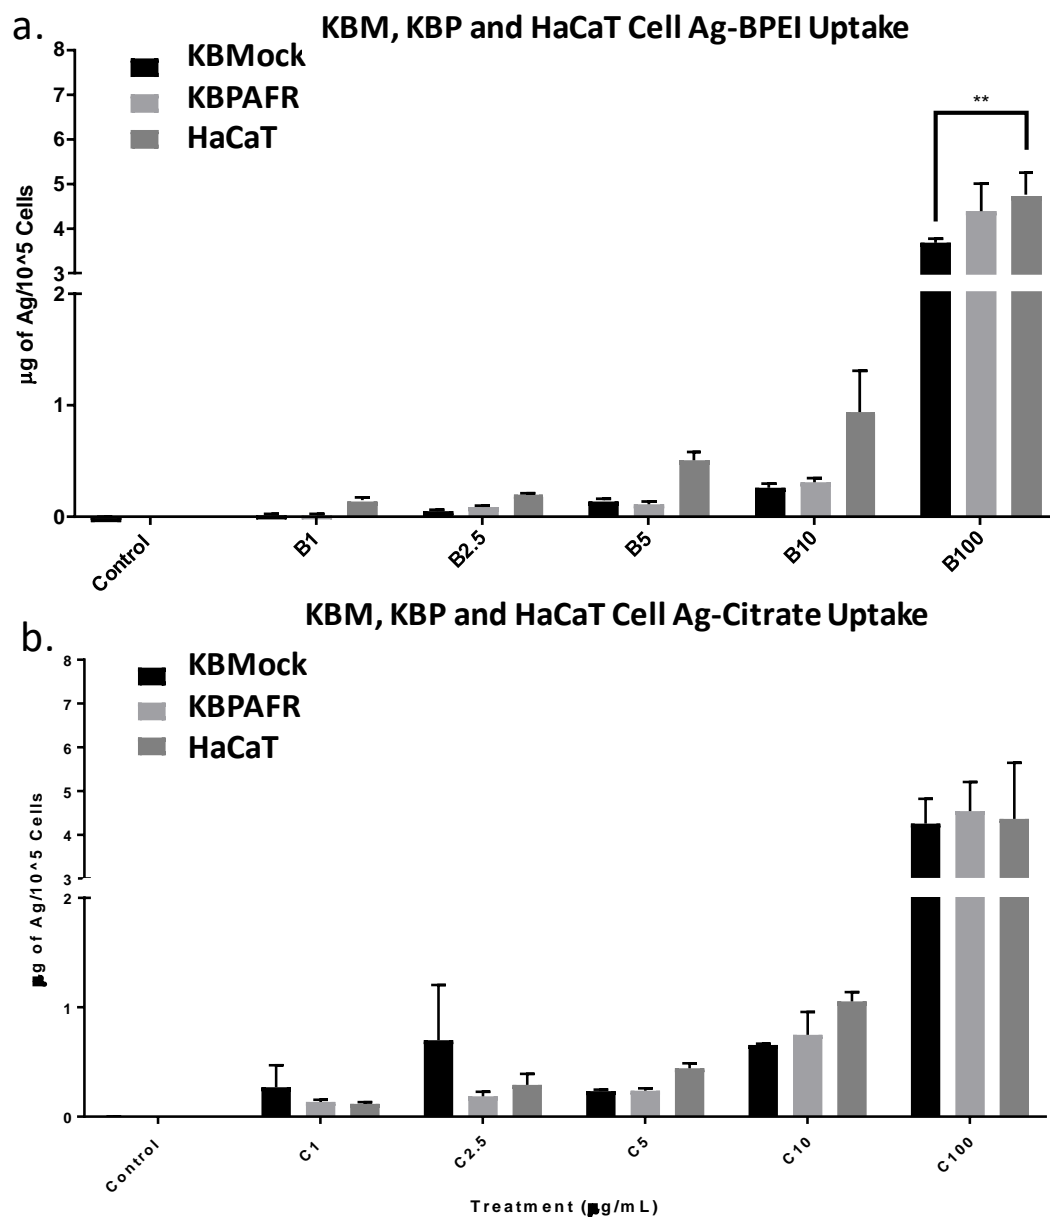 a.
KBM, KBP and HaCaT Cell Ag-BPEI Uptake
KBMock
KBPAFR
HaCaT
**
8
7
6
5
4
3
2
1
0
μg of Ag/10^5 Cells
Control
B1
B2.5
B5
B10
B100
b.
KBM, KBP and HaCaT Cell Ag-Citrate Uptake
KBMock
KBPAFR
HaCaT
8
7
6
5
4
3
2
1
0
μg of Ag/10^5 Cells
Control
C1
C2.5
C5
C10
C100
Treatment (μg/mL)